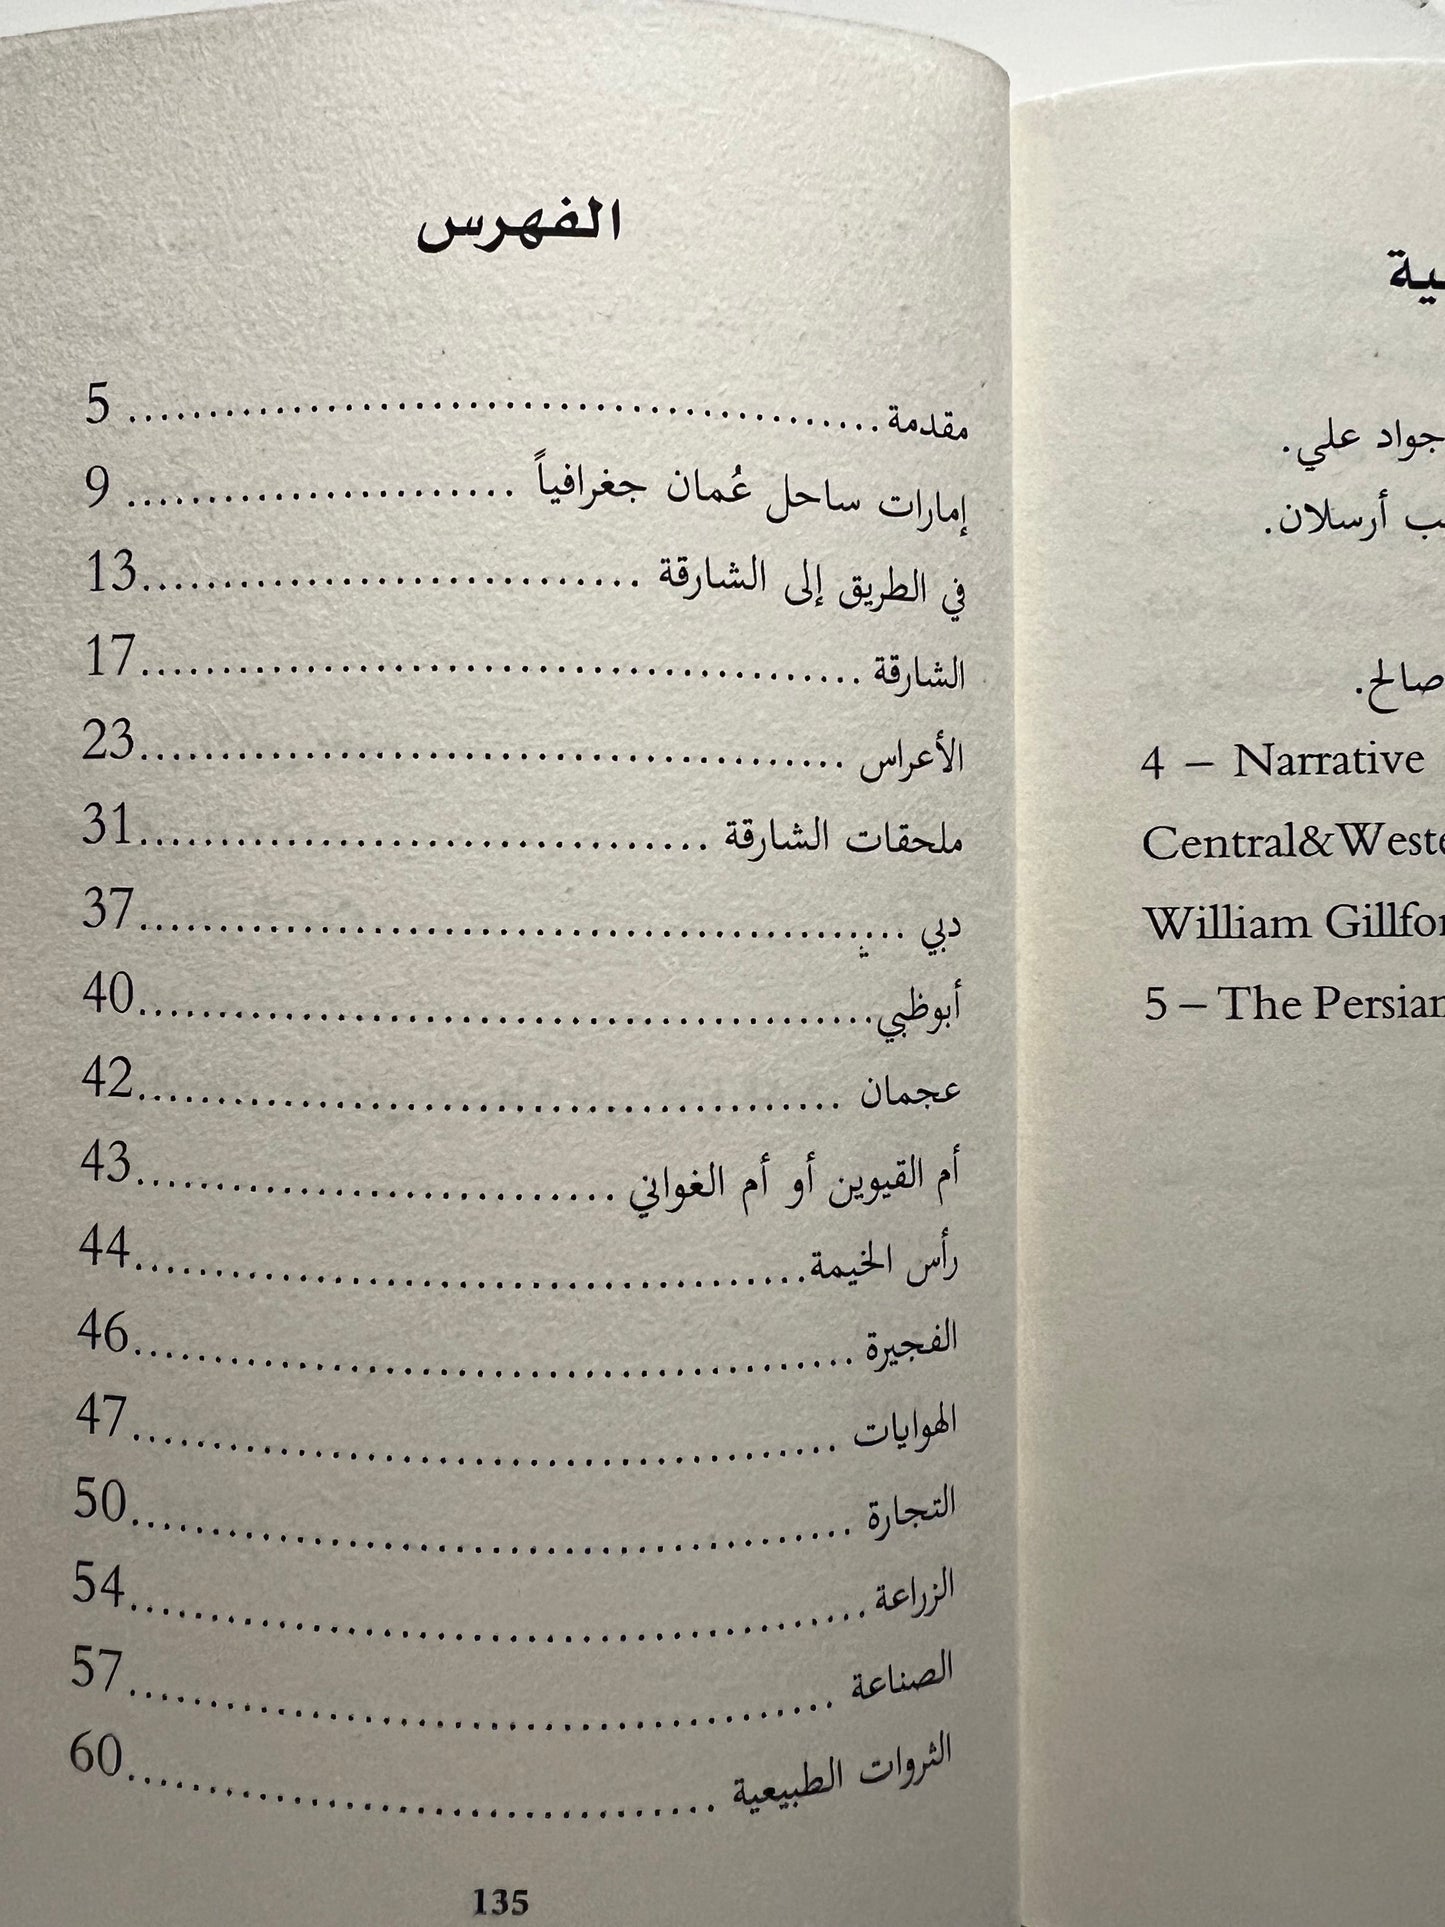 الفهرس
مقدمة........................................ 5
إمارات ساحل عُمان جغرافياً ..................... 9
في الطريق إلى الشارقة ...........................13
الشارقة ........................................17
الأعراس .......................................23
ملحقات الشارقة ................................31
دبي ...........................................37
أبوظبي........................................40
عجمان .......................................42
أم القيوين أو أم الغواني ...........................43
رأس الخيمة.....................................44
الفجيرة ........................................46
الهوايات .......................................47
التجارة ........................................50
الزراعة.........................................54
الصناعة .......................................57
الثروات الطبيعية ................................60
135
جواد علي.
أرسلان.
صالح.
4 – Narrative
Central&
William
5 – The